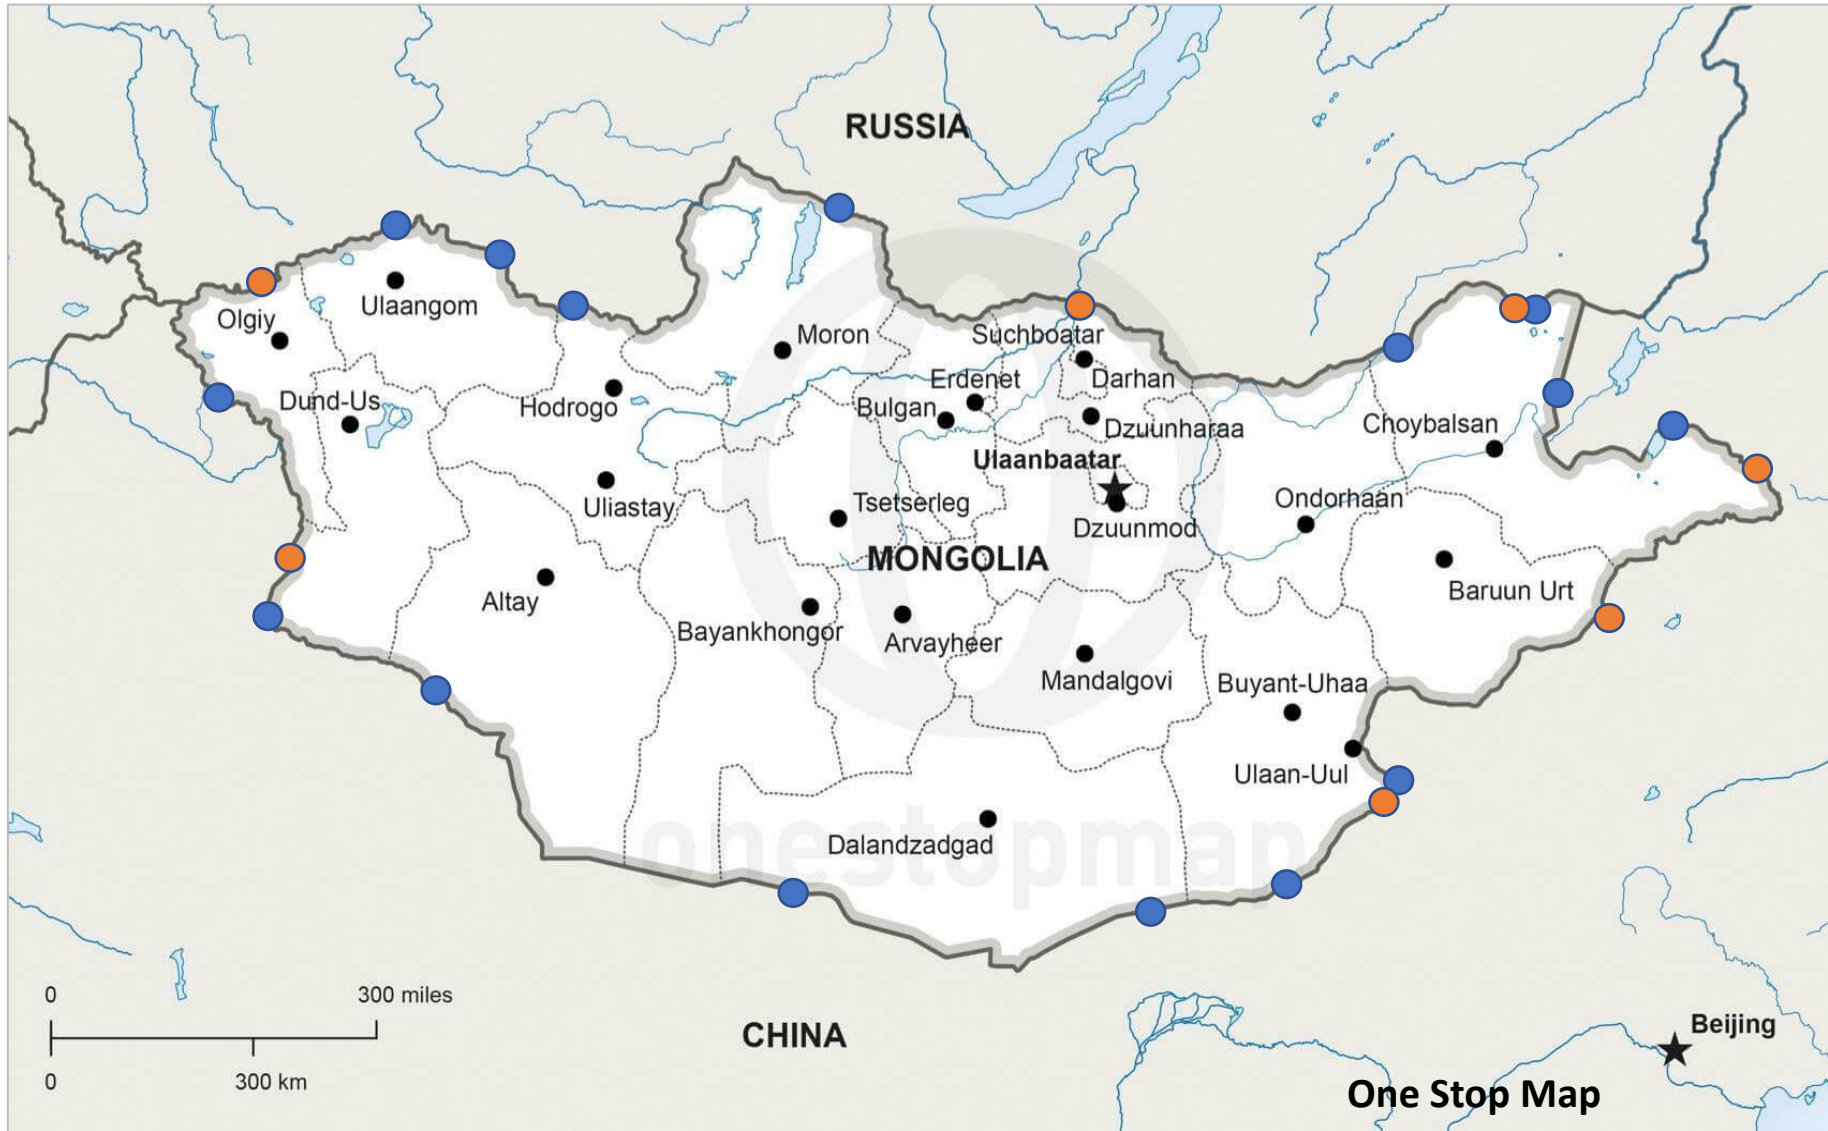 RUSSIA
Ulaangom
Olgiy
Suchboatar
Moron
Erdenet
Darhan
Dund-Us
Hodrogo
Bulgan
Dzuunharaa
Choybalsan
Ulaanbaatar
Uliastay
Tsetserleg
Ondorhaan
Dzuunmod
MONGOLIA
Altay
Baruun Urt
Bayankhongor
Arvayheer
Mandalgovi
Buyant-Uhaa
Ulaan-Uul
onestopmap
Dalandzadgad
0 300 miles
CHINA
Beijing
0 300 km
One Stop Map